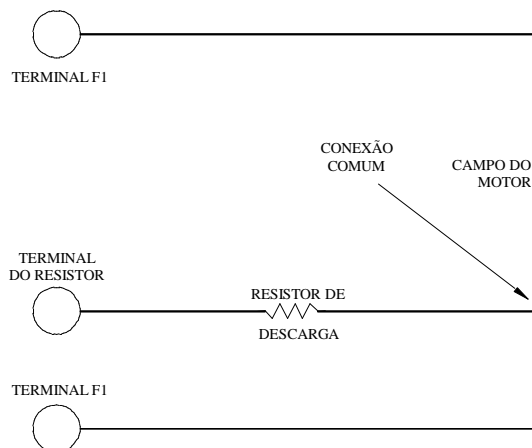 TERMINAL F1
CONEXÃO
COMUM
CAMPO DO
MOTOR
TERMINAL
DO RESISTOR
RESISTOR DE
DESCARGA
TERMINAL F1